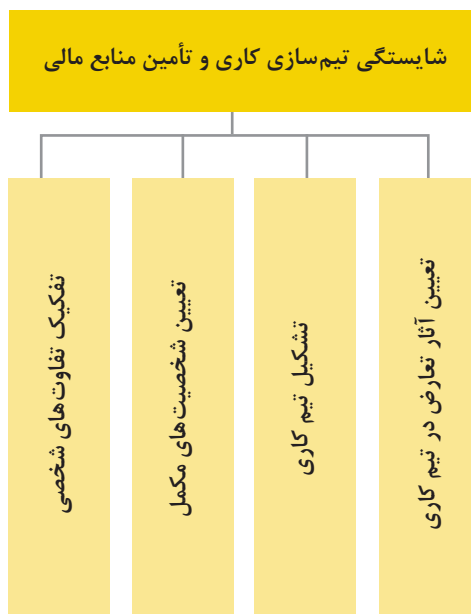 شایستگی تیم‌سازی کاری و تأمین منابع مالی
تعیین آثار تعارض در تیم کاری
تشکیل تیم کاری
تعیین شخصیت‌های مکمل
تفکیک تفاوت‌های شخصی